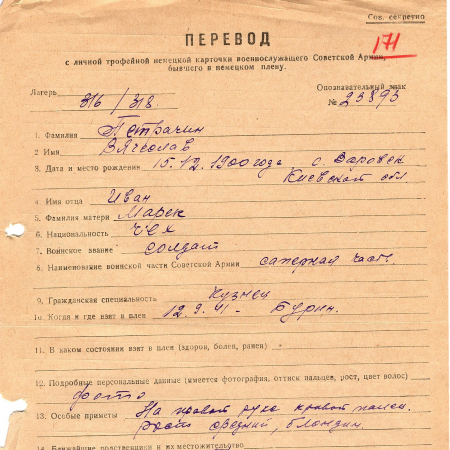 Сов. секретно
ПЕРЕВОД
171
с личной трофейной немецкой карточки военнослужащего Советской Армии,
бывшего в немецком плену.
Лагерь 316/318. Опознавательный знак
№ 23893
1. Фамилия Петрачин
2 Имя Вячеслав
3 Дата и место рождения 15.12.1900 года с.
Киевской обл
4 Имя отца Иван
5. Фамилия матери Марек
6. Национальность чех
7. Воинское звание солдат
8 Наименование воинской части Советской Армии саперная част.
9. Гражданская специальность Кузнец
10. Когда и где взят в плен 12.9.41 - Бурин.
11. В каком состоянии взят в плен (здоров, болен, ранен)
12. Подробные персональные данные (имеется фотография, оттиск пальцев, рост, цвет волос)
фото
13. Особые приметы На правой руке кривой палец.
рост средний, блондин.
14 Ближайшие родственники и их местожительство